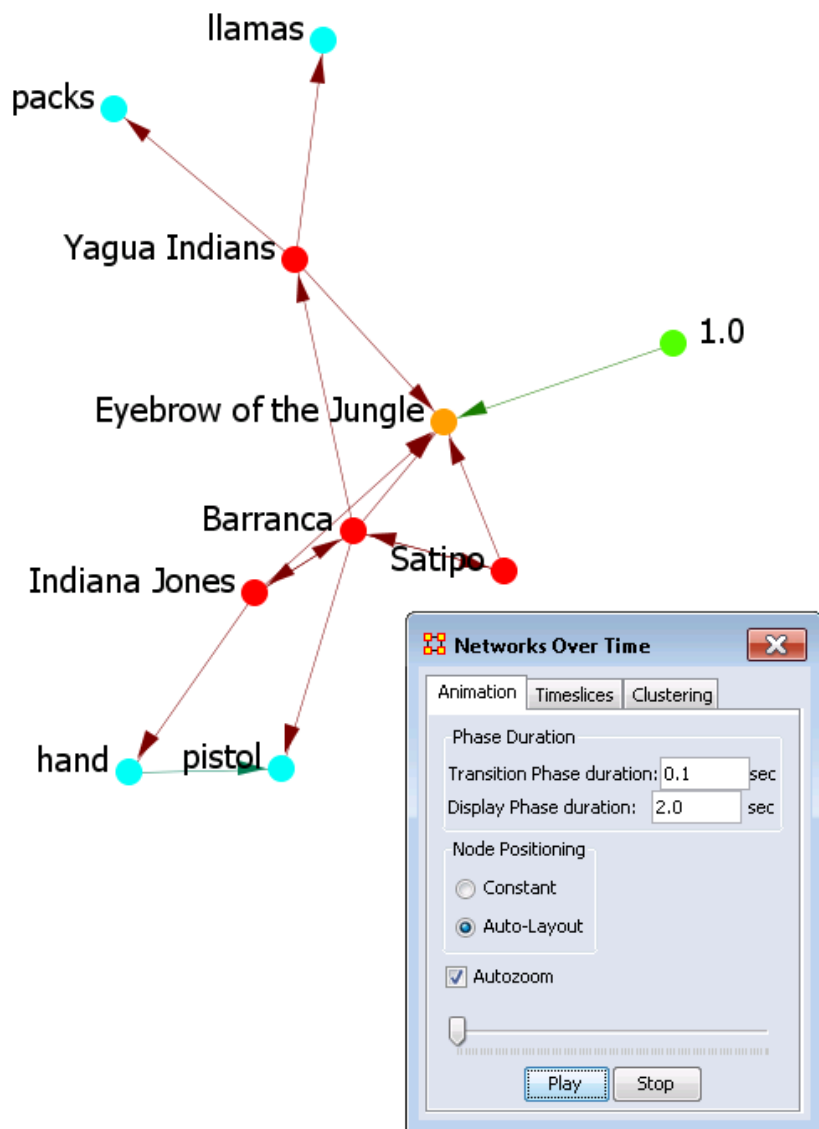 llamas
packs
Yagua Indians
1.0
Eyebrow of the Jungle
Barranca
Satipo
Indiana Jones
hand
pistol
Networks Over Time
Animation Timeslices Clustering
Phase Duration
Transition Phase duration: 0.1 sec
Display Phase duration: 2.0 sec
Node Positioning
Constant
Auto-Layout
Autozoom
Play Stop